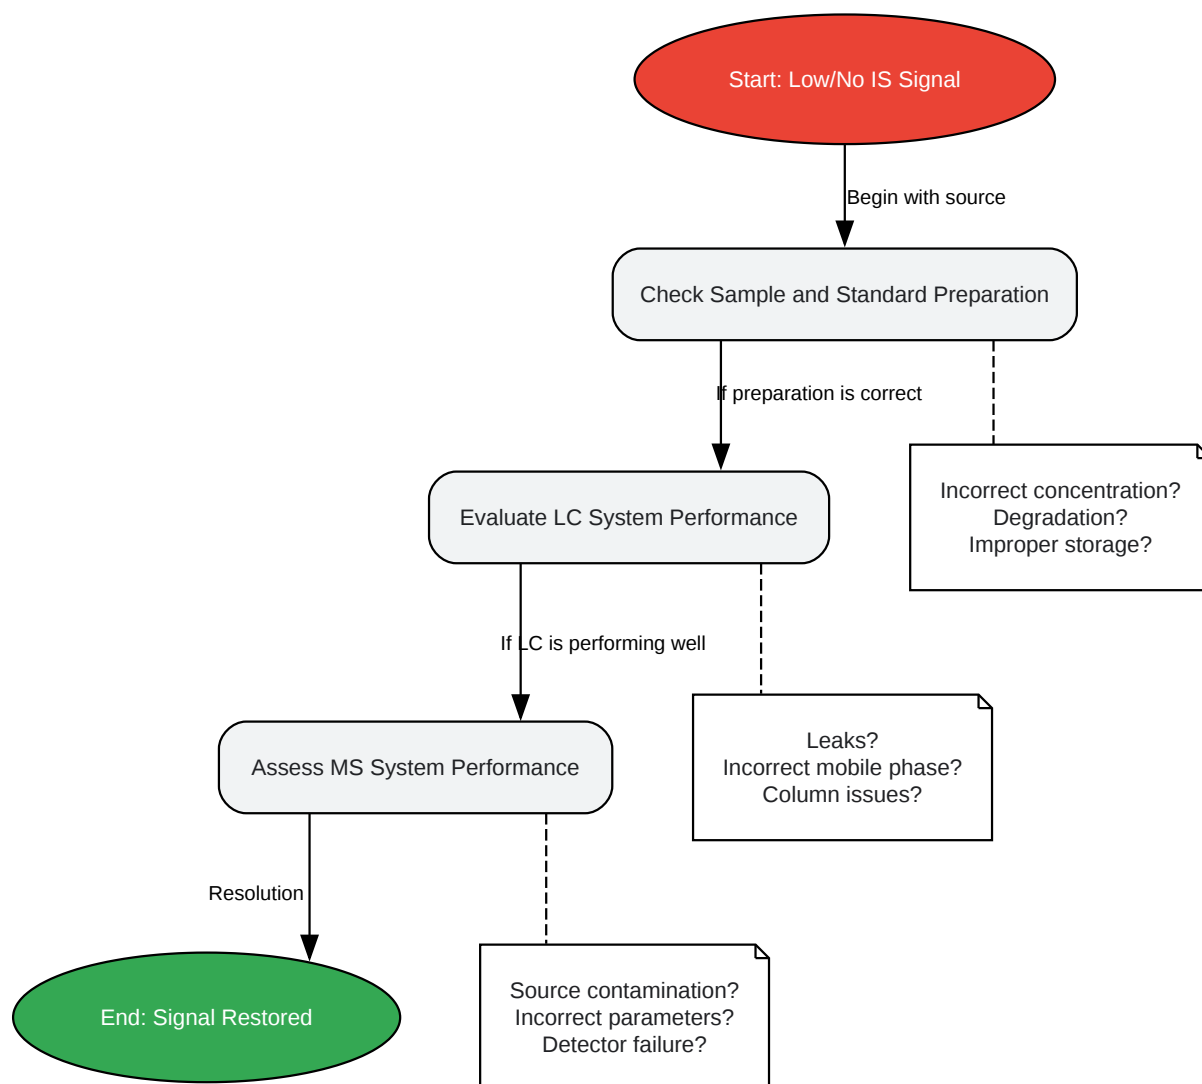 Start: Low/No IS Signal
Begin with source
Check Sample and Standard Preparation
If preparation is correct
Incorrect concentration?
Degradation?
Improper storage?
Evaluate LC System Performance
If LC is performing well
Leaks?
Incorrect mobile phase?
Column issues?
Assess MS System Performance
Resolution
Source contamination?
Incorrect parameters?
Detector failure?
End: Signal Restored